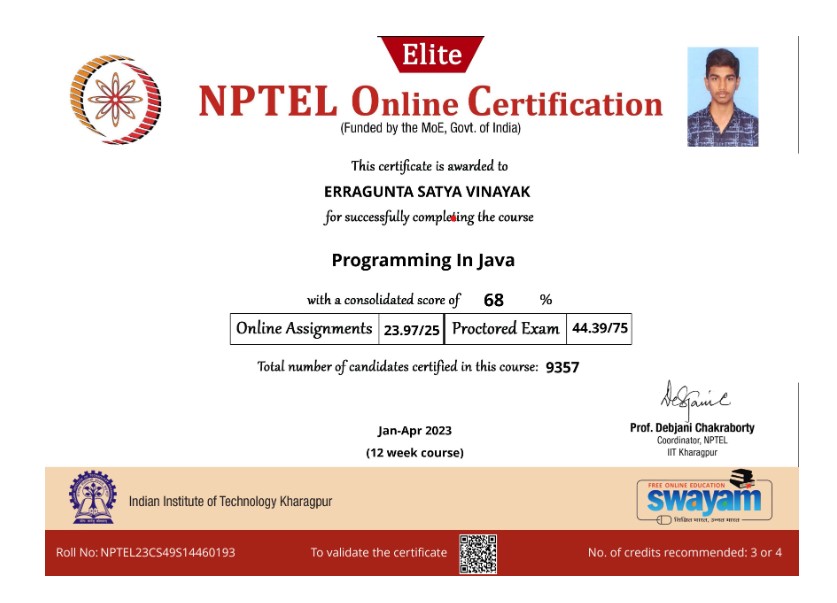 Elite
NPTEL Online Certification
(Funded by the MoE, Govt. of India)
This certificate is awarded to
ERRAGUNTA SATYA VINAYAK
for successfully completing the course
Programming In Java
with a consolidated score of 68 %
Online Assignments 23.97/25 Proctored Exam 44.39/75
Total number of candidates certified in this course: 9357
Jan-Apr 2023
(12 week course)
Prof. Debjani Chakraborty
Coordinator, NPTEL
IIT Kharagpur
Indian Institute of Technology Kharagpur
FREE ONLINE EDUCATION
swayam
शिक्षित भारत, उन्नत भारत
Roll No: NPTEL23CS49S14460193 To validate the certificate No. of credits recommended: 3 or 4